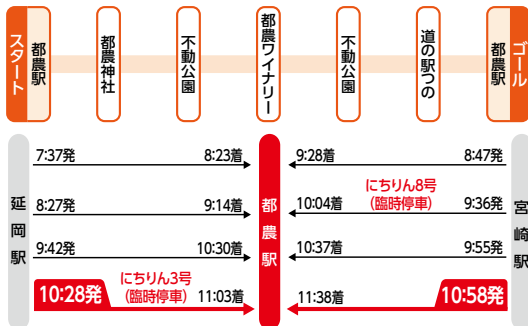 スタート
都農駅
都農神社
不動公園
都農ワイナリー
不動公園
道の駅つの
都農駅
ゴール
延岡駅
7:37発 8:23着
8:27発 9:14着
9:42発 10:30着
にちりん3号
(臨時停車)
10:28発 11:03着
都農駅
9:28着 8:47発
にちりん8号
(臨時停車)
10:04着 9:36発
10:37着 9:55発
11:38着 10:58発
宮崎駅